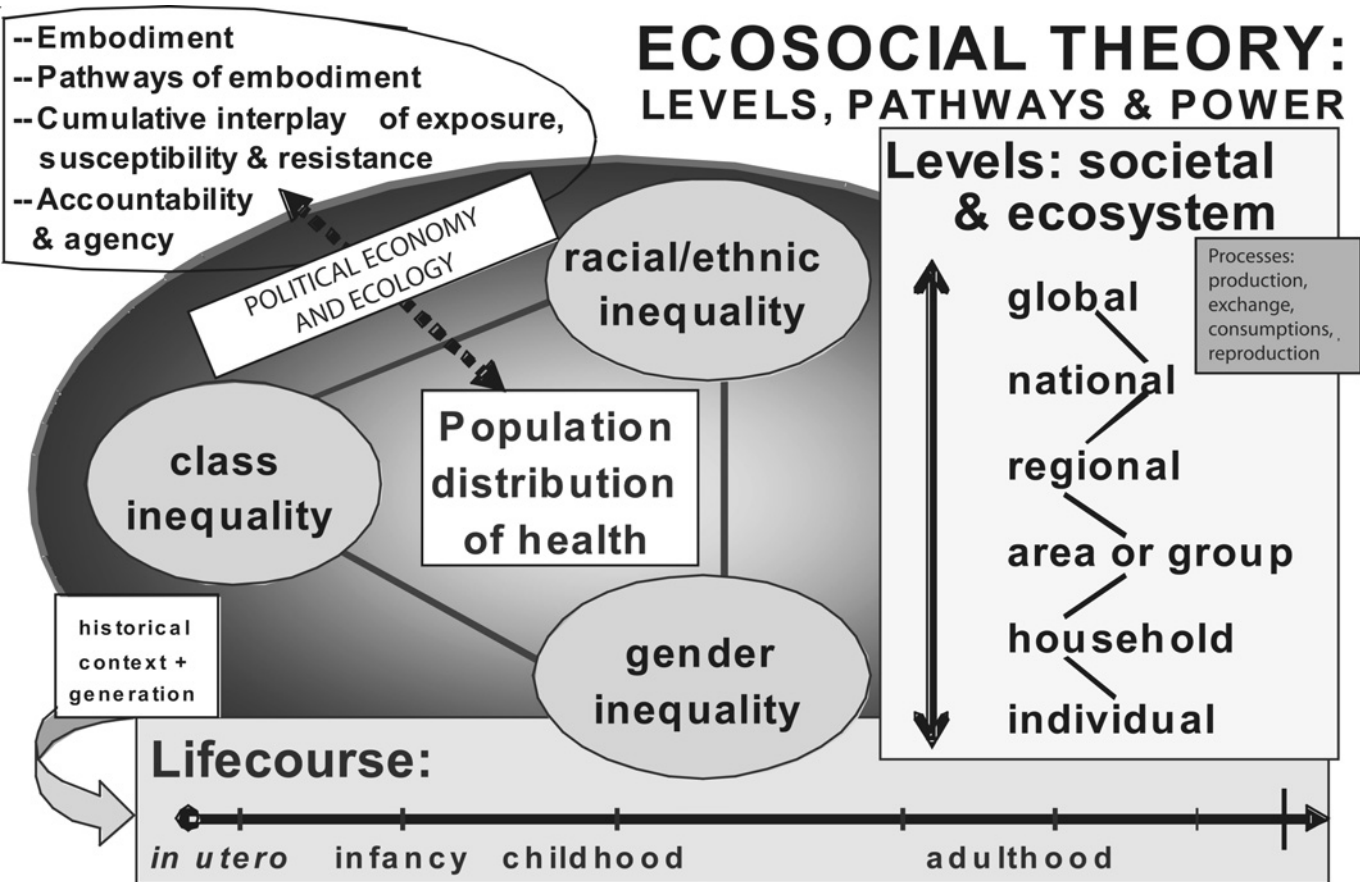 --Embodiment
--Pathways of embodiment
--Cumulative interplay of exposure,
susceptibility & resistance
--Accountability
& agency
ECOSOCIAL THEORY:
LEVELS, PATHWAYS & POWER
Levels: societal
& ecosystem
Processes:
production,
exchange,
consumptions,
reproduction
global
national
regional
area or group
household
individual
POLITICAL ECONOMY
AND ECOLOGY
racial/ethnic
inequality
class
inequality
Population
distribution
of health
gender
inequality
historical
context +
generation
Lifecourse:
in utero infancy childhood adulthood